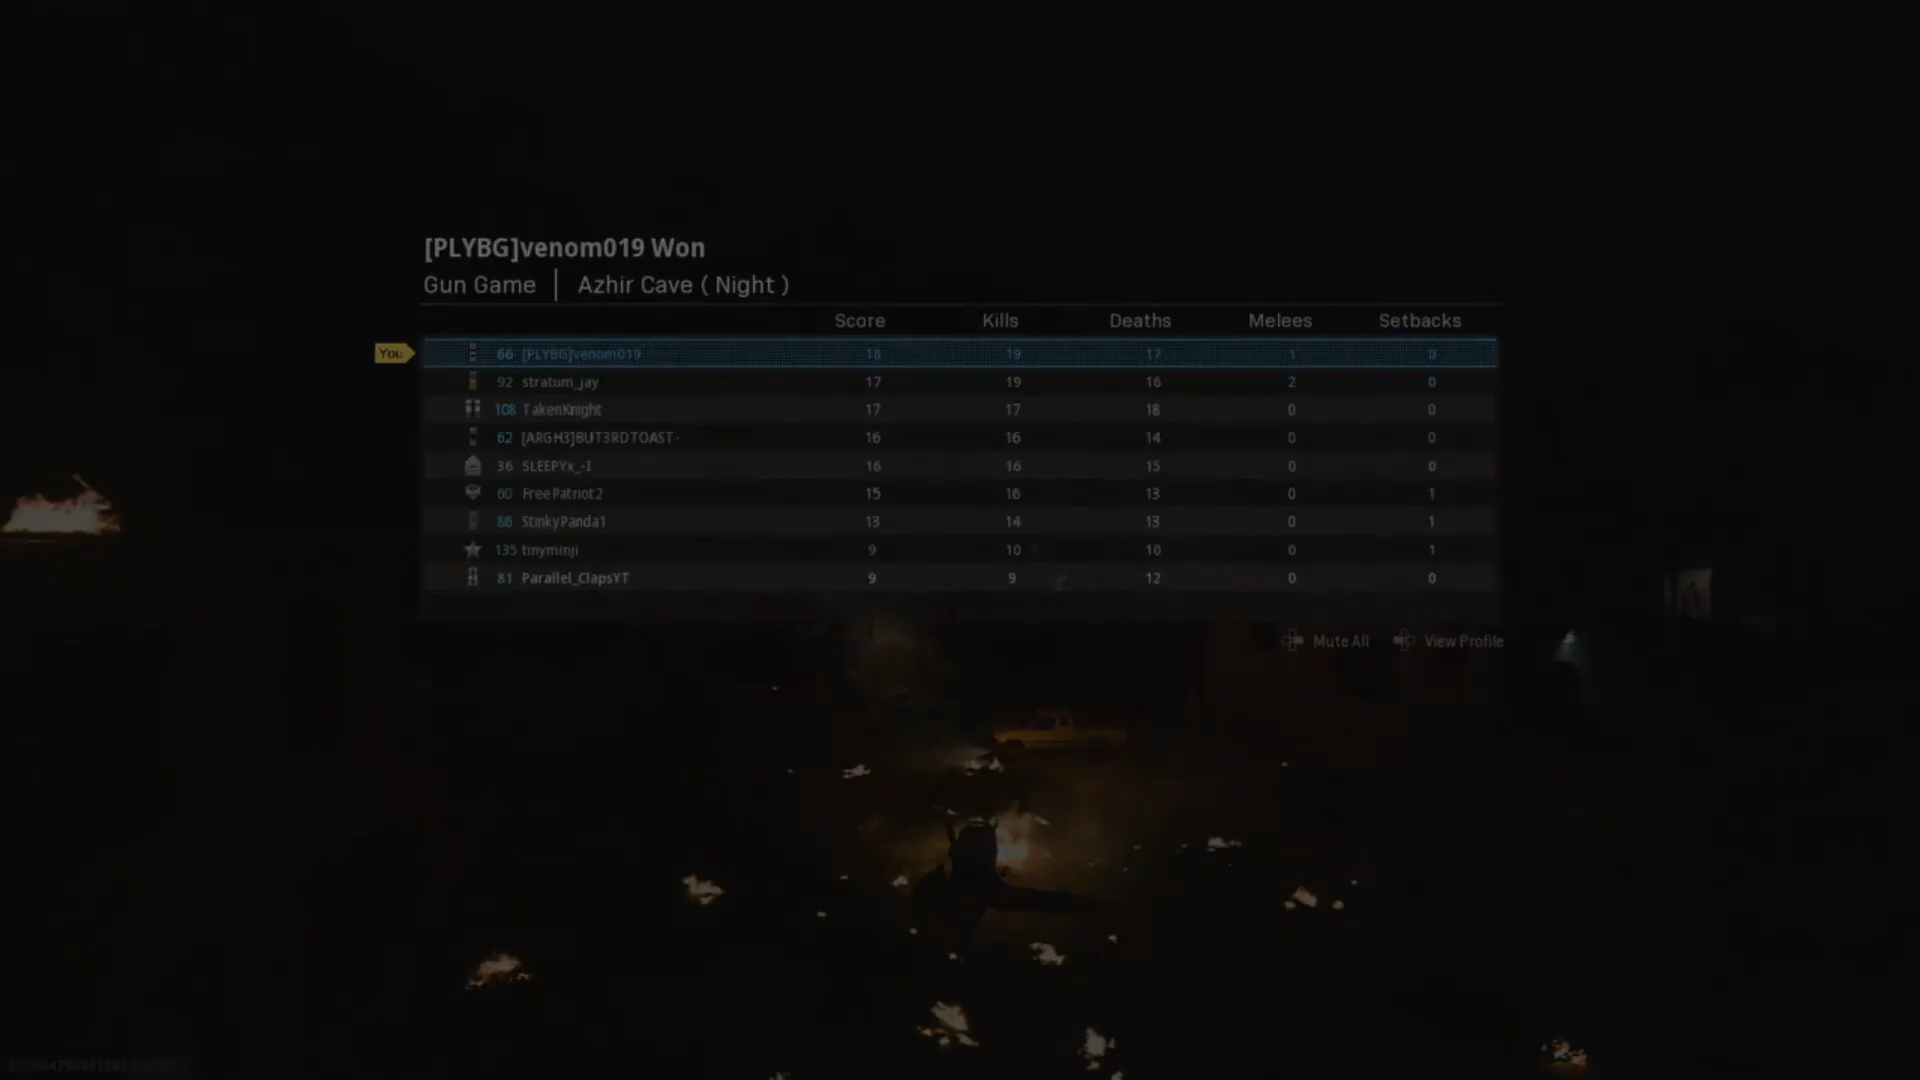 [PLYBG]venom019 Won
Gun Game | Azhir Cave ( Night )
Score Kills Deaths Melees Setbacks
You 66 [PLYBG]venom019 18 19 17 1 0
92 stratum_jay 17 19 16 2 0
108 TakenKnight 17 17 18 0 0
62 [ARGH3]BUT3RDTOAST- 16 16 14 0 0
36 SLEEPYx_-I 16 16 15 0 0
60 FreePatriot2 15 16 13 0 1
86 StinkyPanda1 13 14 13 0 1
135 tinyminji 9 10 10 0 1
81 Parallel_ClapsYT 9 9 12 0 0
Mute All View Profile